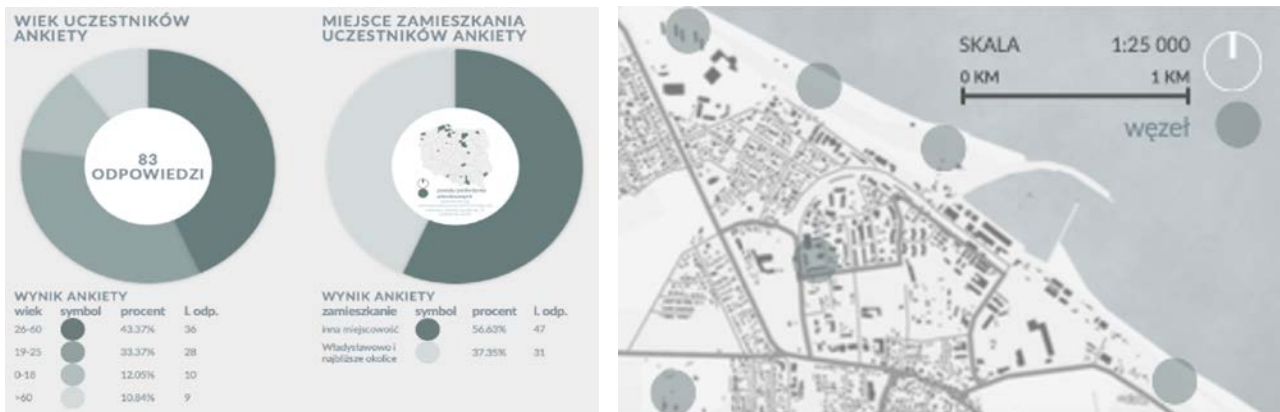 WIEK UCZESTNIKÓW
ANKIETY
83
ODPOWIEDZI
WYNIK ANKIETY
wiek symbol procent l. odp.
26-60 43.37% 36
19-25 33.37% 28
0-18 12.05% 10
>60 10.84% 9
MIEJSCE ZAMIESZKANIA
UCZESTNIKÓW ANKIETY
WYNIK ANKIETY
zamieszkanie symbol procent l. odp.
inna miejscowość 56.63% 47
Władysławowo i
najbliższe okolice 37.35% 31
SKALA 1:25 000
0 KM 1 KM
węzeł